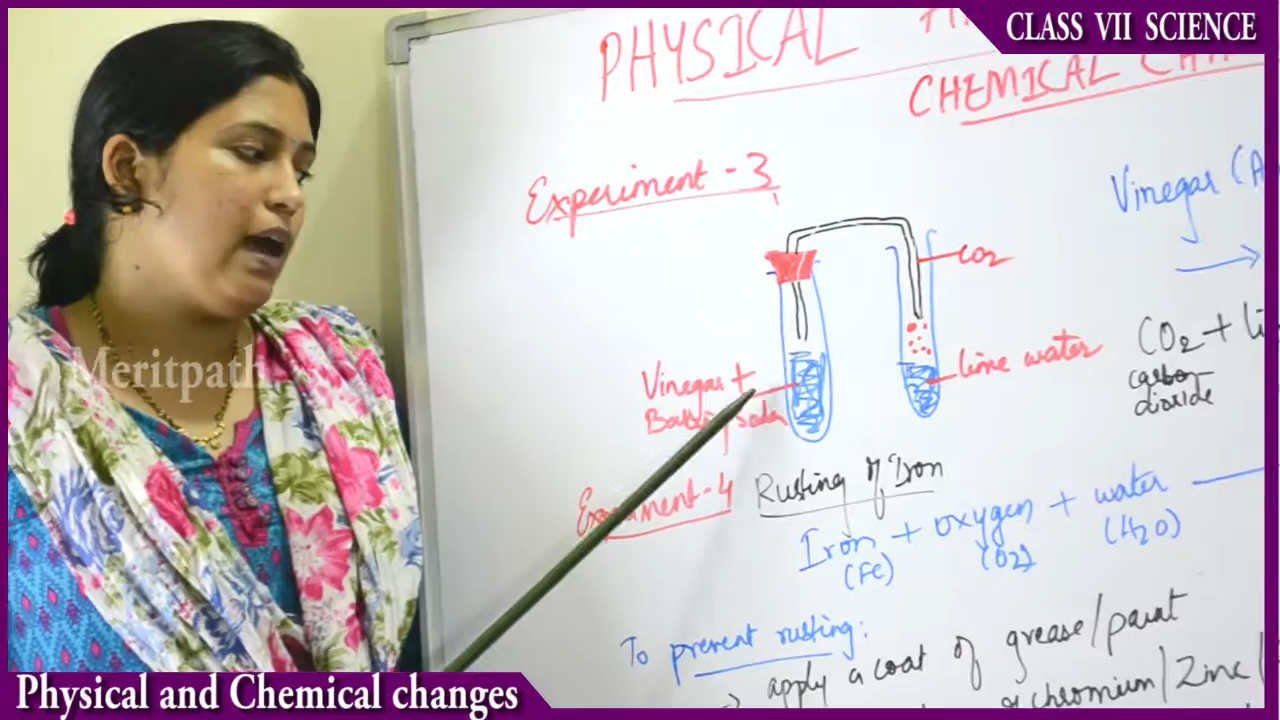 CLASS VII SCIENCE
PHYSICAL
CHEMICAL
Experiment - 3
Vinegar
CO2
lime water
Vinegar +
Baking soda
CO2 +
carbon
dioxide
Experiment - 4 Rusting of Iron
Iron + oxygen + water
(Fe) (O2) (H2O)
To prevent rusting:
apply a coat of grease/paint
chromium/Zinc/
Meritpath
Physical and Chemical changes